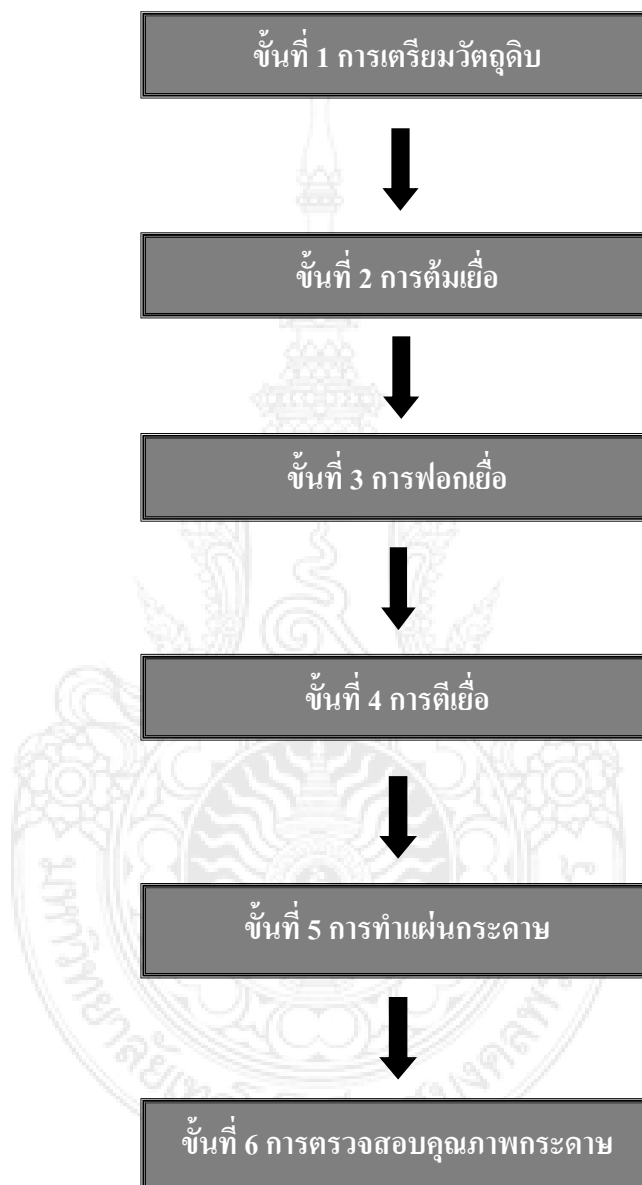 ขั้นที่ 1 การเตรียมวัตถุดิบ
ขั้นที่ 2 การต้มเยื่อ
ขั้นที่ 3 การฟอกเยื่อ
ขั้นที่ 4 การตีเยื่อ
ขั้นที่ 5 การทำแผ่นกระดาษ
ขั้นที่ 6 การตรวจสอบคุณภาพกระดาษ